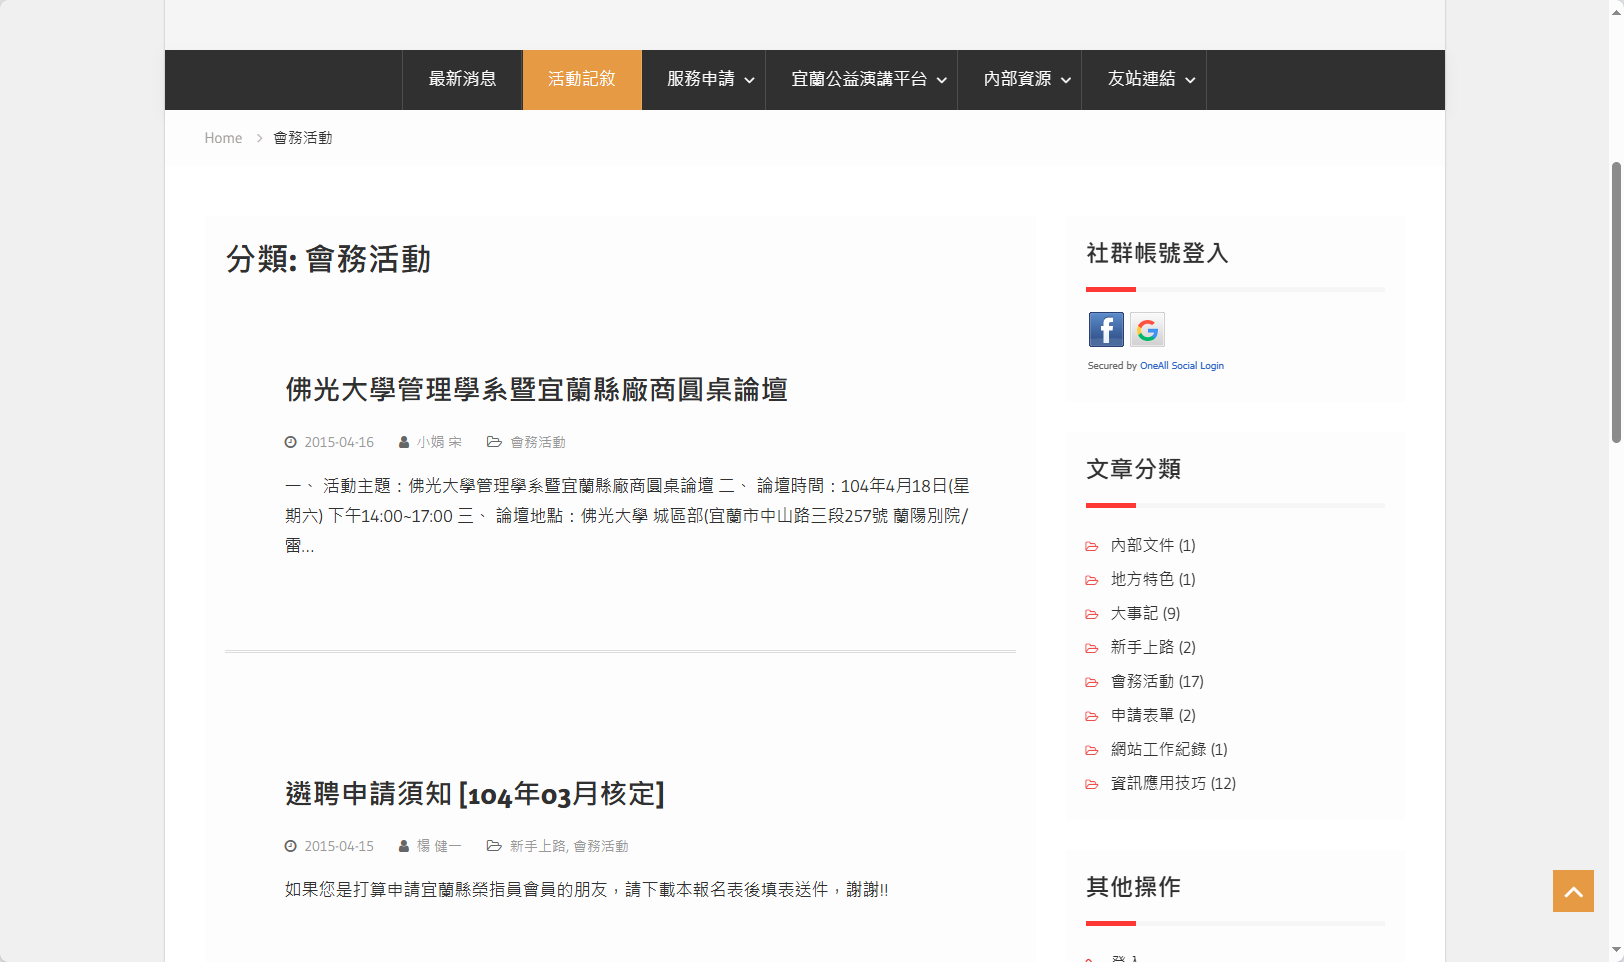 最新消息 活動記敘 服務申請 宜蘭公益演講平台 內部資源 友站連結
Home 會務活動
分類: 會務活動
佛光大學管理學系暨宜蘭縣廠商圓桌論壇
2015-04-16 小娟 宋 會務活動
一、 活動主題：佛光大學管理學系暨宜蘭縣廠商圓桌論壇 二、 論壇時間：104年4月18日(星
期六) 下午14:00~17:00 三、 論壇地點：佛光大學 城區部(宜蘭市中山路三段257號 蘭陽別院/
雷…
遴聘申請須知 [104年03月核定]
2015-04-15 楊 健一 新手上路, 會務活動
如果您是打算申請宜蘭縣榮指員會員的朋友，請下載本報名表後填表送件，謝謝!!
社群帳號登入
Secured by OneAll Social Login
文章分類
內部文件 (1)
地方特色 (1)
大事記 (9)
新手上路 (2)
會務活動 (17)
申請表單 (2)
網站工作紀錄 (1)
資訊應用技巧 (12)
其他操作
登入